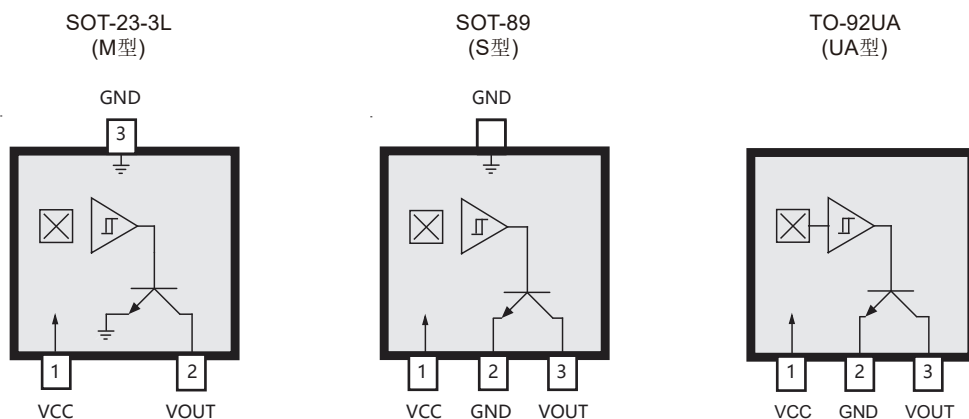 SOT-23-3L
(M型)
GND
3
1
2
VCC
VOUT
SOT-89
(S型)
GND
1
2
3
VCC
GND
VOUT
TO-92UA
(UA型)
1
2
3
VCC
GND
VOUT